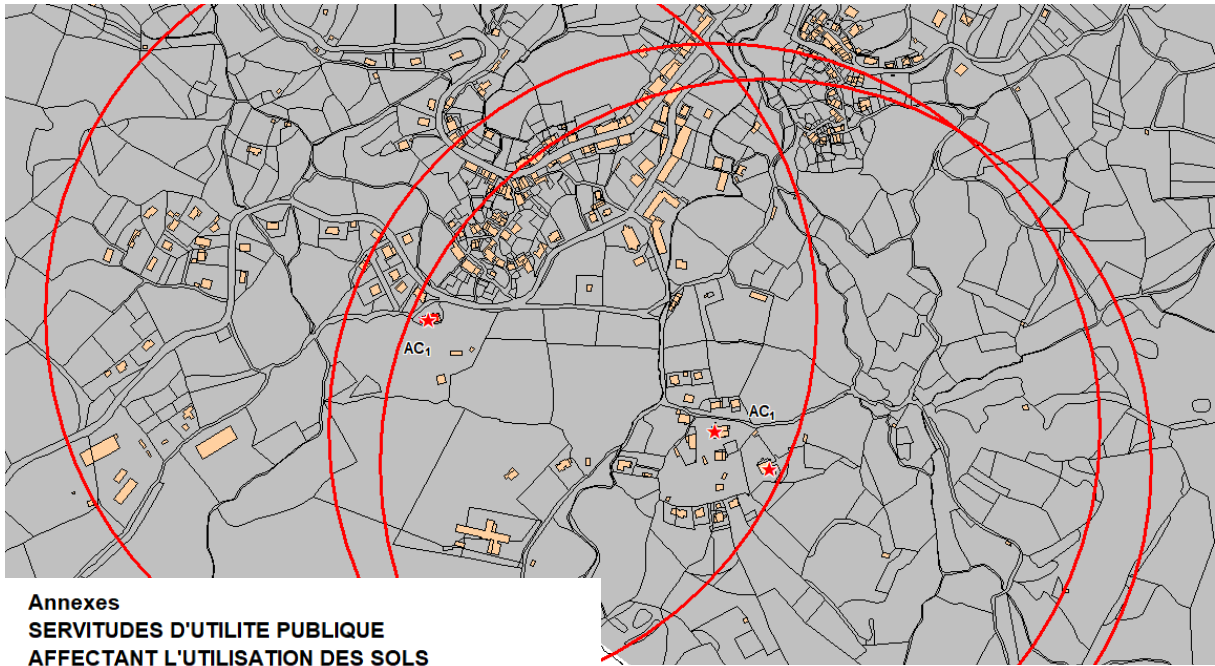 AC1
AC1
Annexes
SERVITUDES D'UTILITE PUBLIQUE
AFFECTANT L'UTILISATION DES SOLS